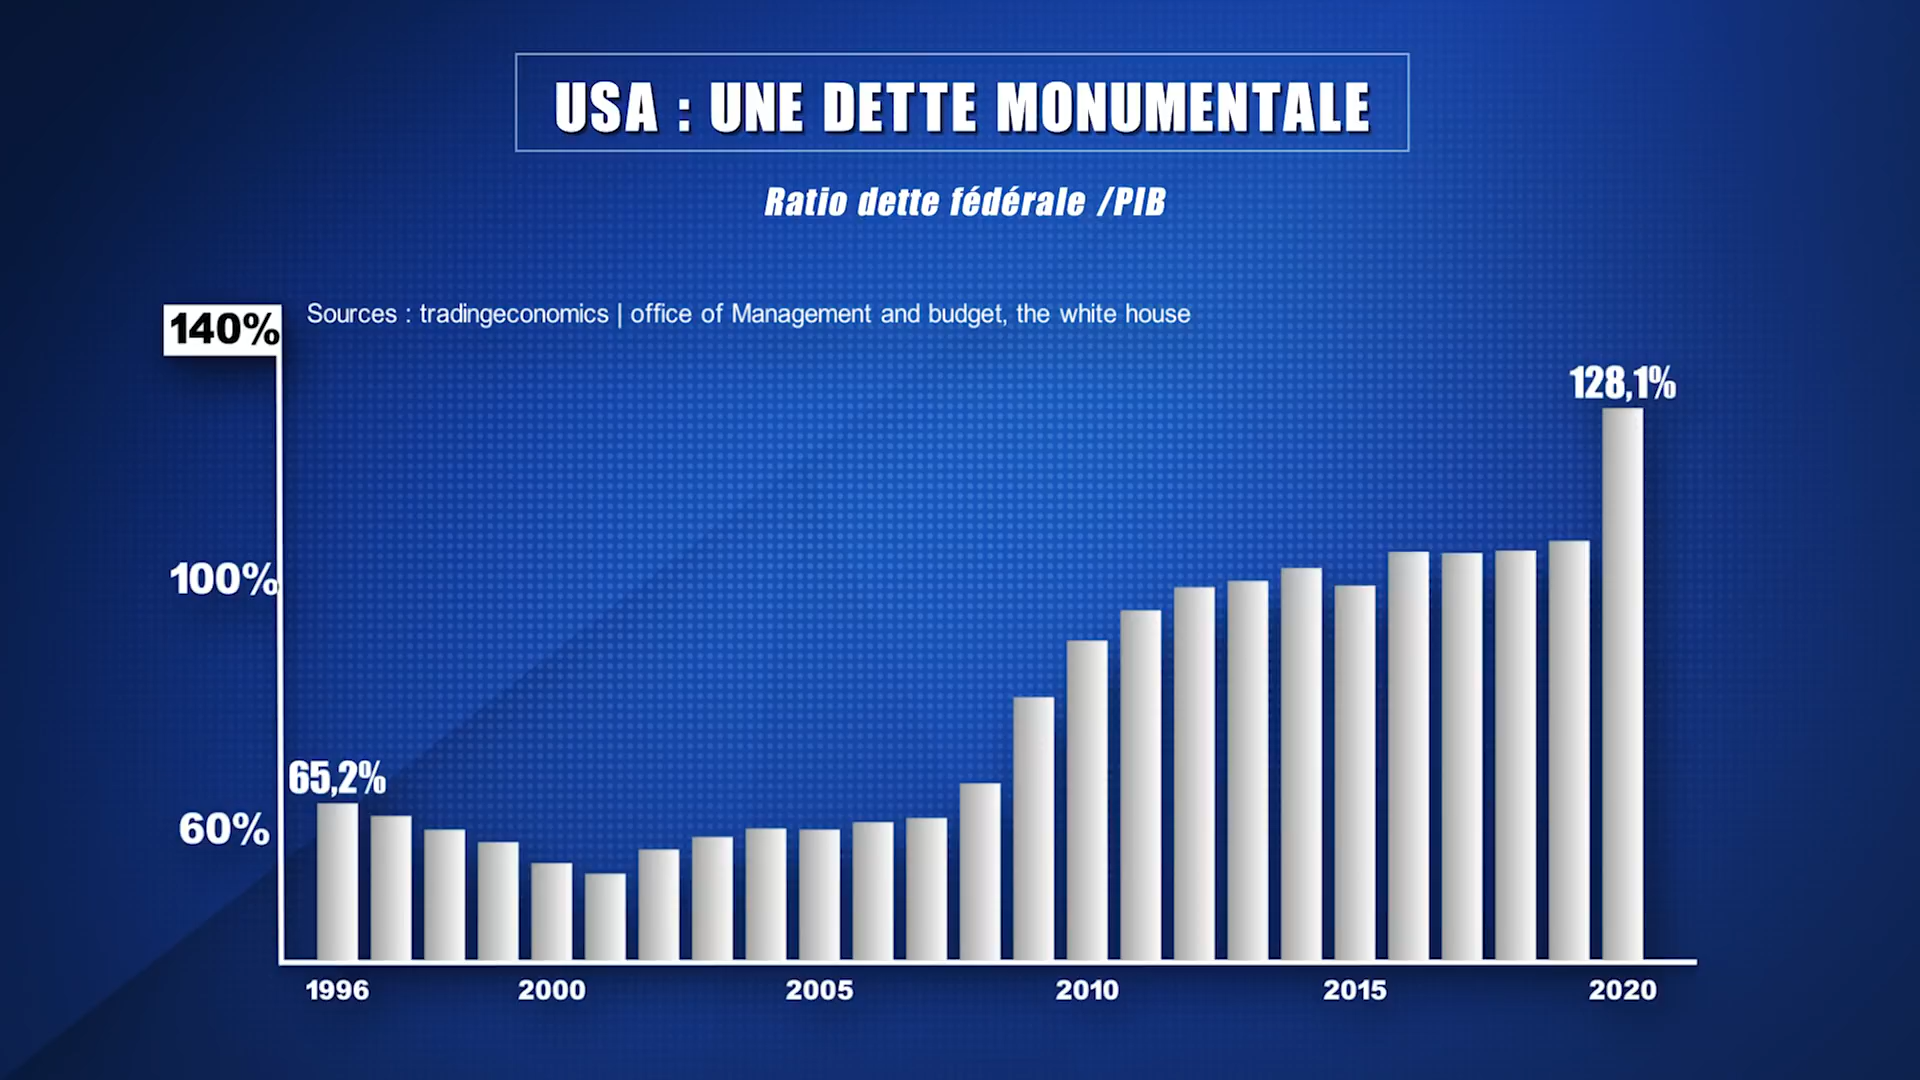 USA : UNE DETTE MONUMENTALE
Ratio dette fédérale /PIB
Sources : tradingeconomics | office of Management and budget, the white house
140%
128,1%
100%
65,2%
60%
1996 2000 2005 2010 2015 2020